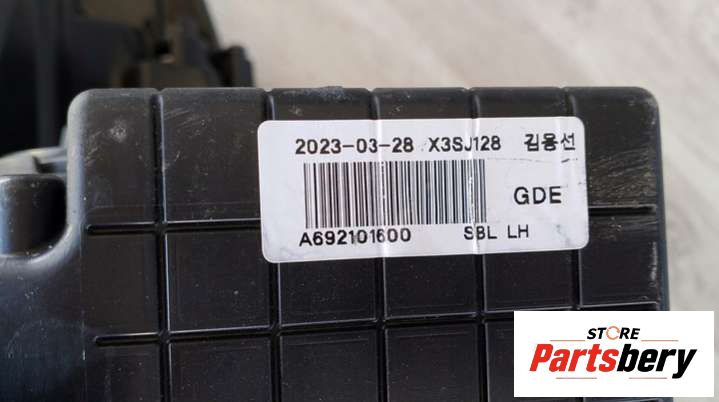 2023-03-28 X3SJ128 김용선
GDE
A692101600 SBL LH
STORE
Partsbery